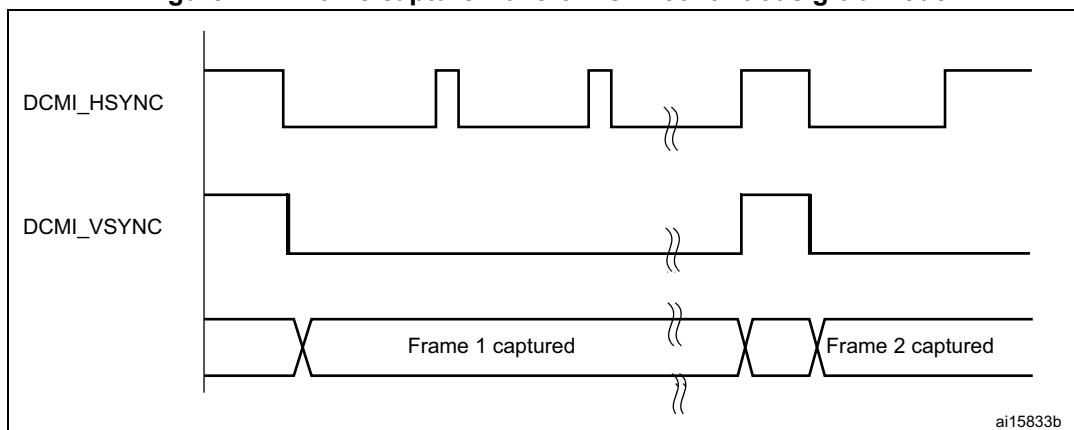 DCMI_HSYNC
DCMI_VSYNC
Frame 1 captured
Frame 2 captured
ai15833b